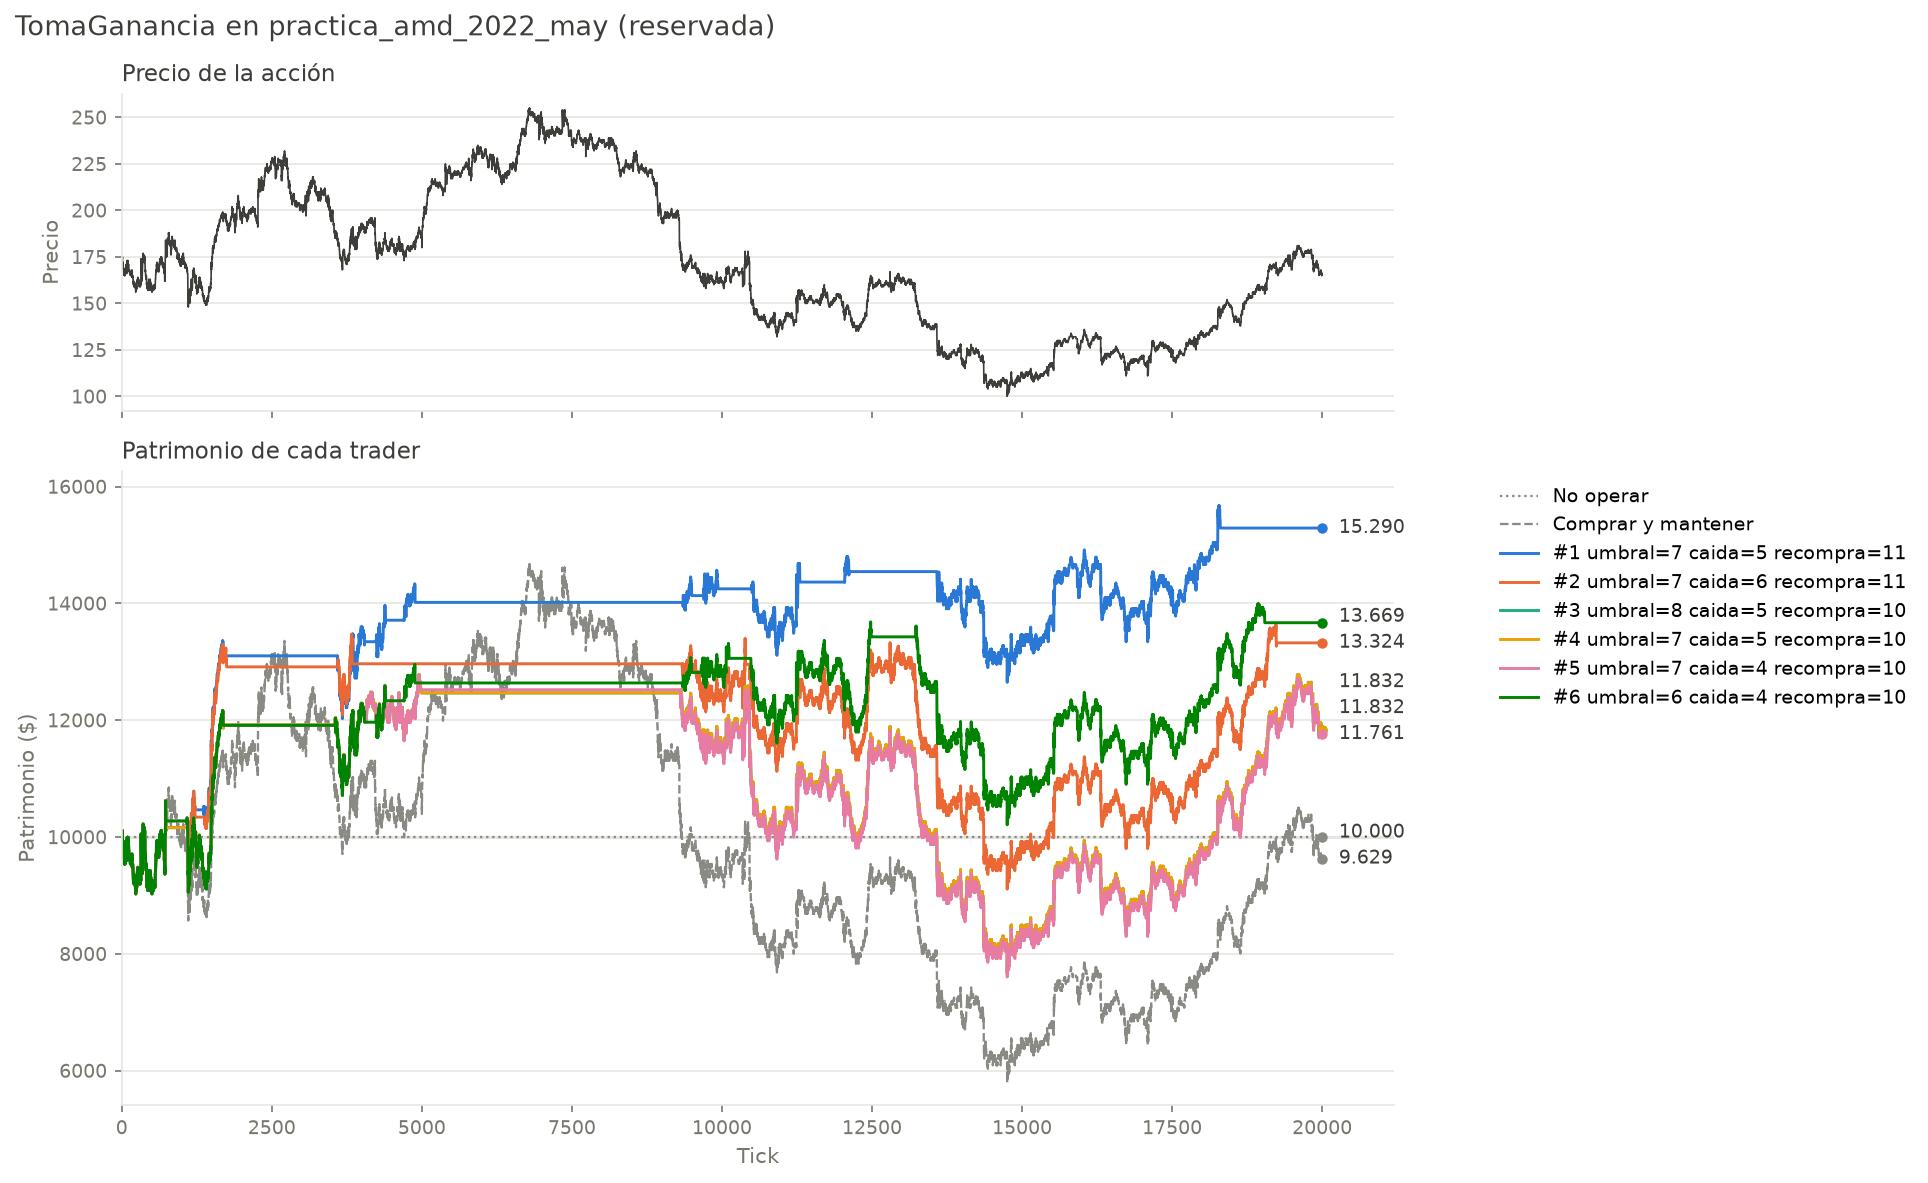 TomaGanancia en practica_amd_2022_may (reservada)
Precio de la acción
Precio
250
225
200
175
150
125
100
Patrimonio de cada trader
Patrimonio ($)
16000
14000
12000
10000
8000
6000
15.290
13.669
13.324
11.832
11.832
11.761
10.000
9.629
0
2500
5000
7500
10000
12500
15000
17500
20000
Tick
No operar
Comprar y mantener
#1 umbral=7 caida=5 recompra=11
#2 umbral=7 caida=6 recompra=11
#3 umbral=8 caida=5 recompra=10
#4 umbral=7 caida=5 recompra=10
#5 umbral=7 caida=4 recompra=10
#6 umbral=6 caida=4 recompra=10